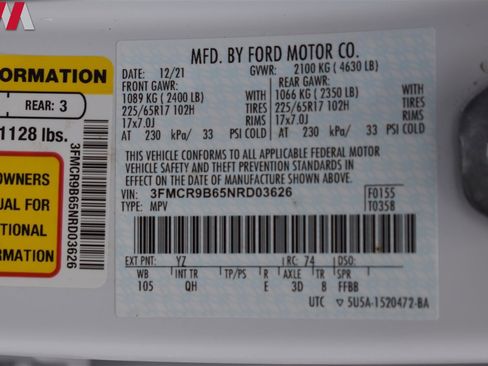 ORMATION
REAR: 3
1128 lbs.
OWNERS
UAL FOR
TIONAL
RMATION
3FMCR9B65NRD03626
MFD. BY FORD MOTOR CO.
DATE: 12/21 GVWR: 2100 KG ( 4630 LB)
FRONT GAWR: REAR GAWR:
1089 KG ( 2400 LB) WITH 1066 KG ( 2350 LB)
225/65R17 102H TIRES 225/65R17 102H
17x7.0J RIMS 17x7.0J
AT 230 kPa/ 33 PSI COLD AT 230 kPa/ 33 PSI COLD
THIS VEHICLE CONFORMS TO ALL APPLICABLE FEDERAL MOTOR
VEHICLE SAFETY AND THEFT PREVENTION STANDARDS IN
EFFECT ON THE DATE OF MANUFACTURE SHOWN ABOVE.
VIN: 3FMCR9B65NRD03626 F0155
TYPE: MPV T0358
EXT PNT: YZ RC: 74 DSO:
WB INT TR TP/PS R AXLE TR SPR
105 QH E 3D 8 FFBB
UTC ▽5U5A-1520472-BA